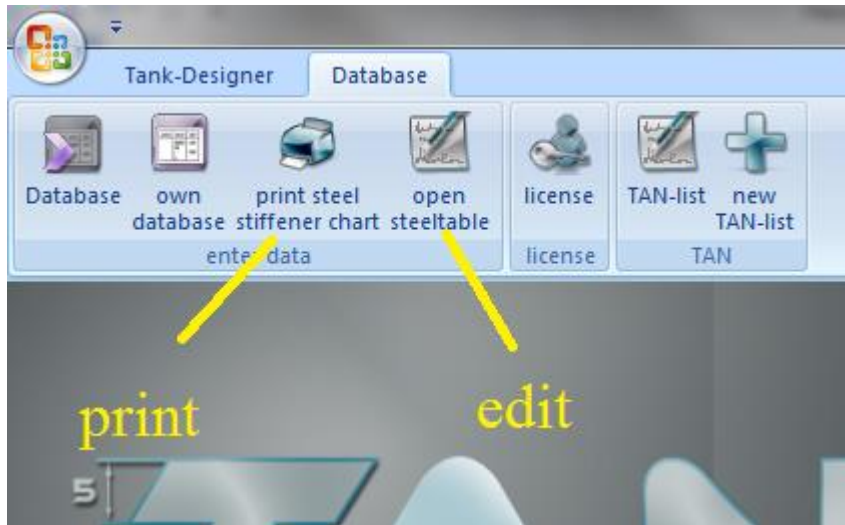 Tank-Designer Database
Database own database print steel stiffener chart open steeltable license TAN-list new TAN-list
enter data license TAN
print edit
5
TAN